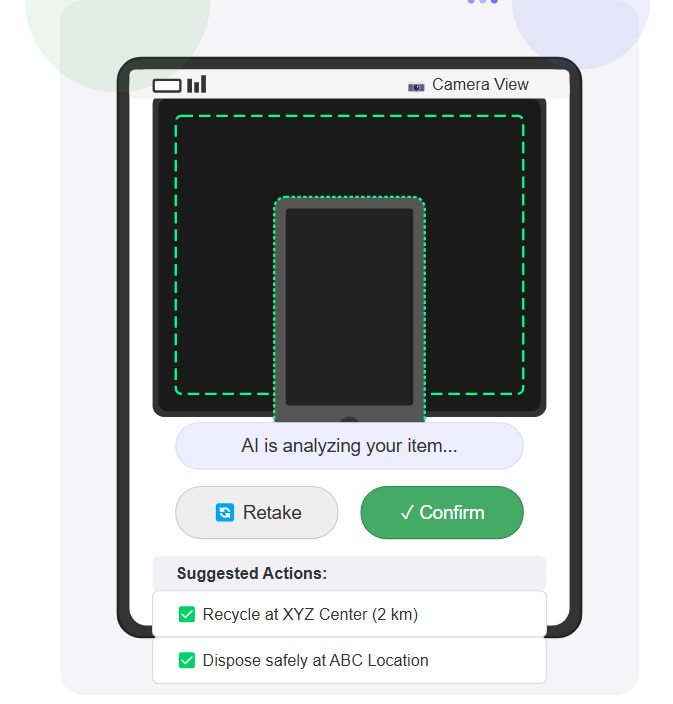 Camera View
AI is analyzing your item...
Retake
✓ Confirm
Suggested Actions:
Recycle at XYZ Center (2 km)
Dispose safely at ABC Location